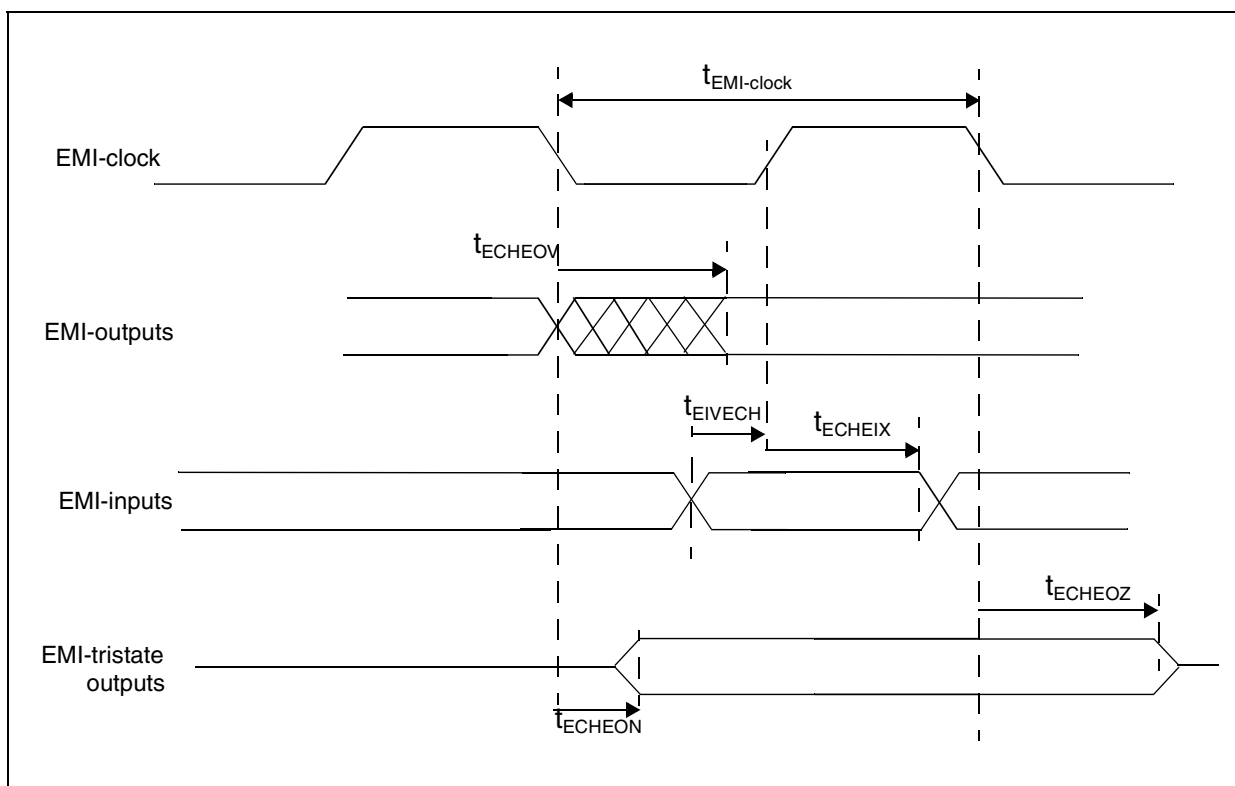 tEMI-clock
EMI-clock
tECHEOV
EMI-outputs
tEIVECH
tECHEIX
EMI-inputs
tECHEOZ
EMI-tristate
outputs
tECHEON